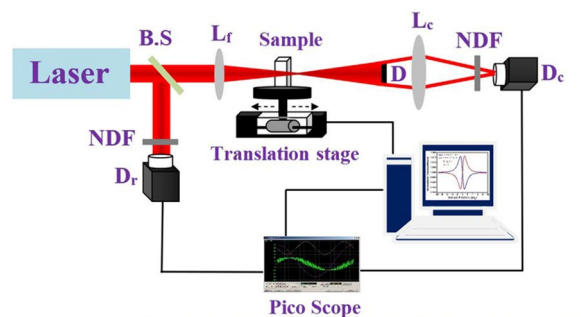 B.S
L_f
Sample
L_c
NDF
Laser
D
D_c
NDF
Translation stage
D_r
Pico Scope